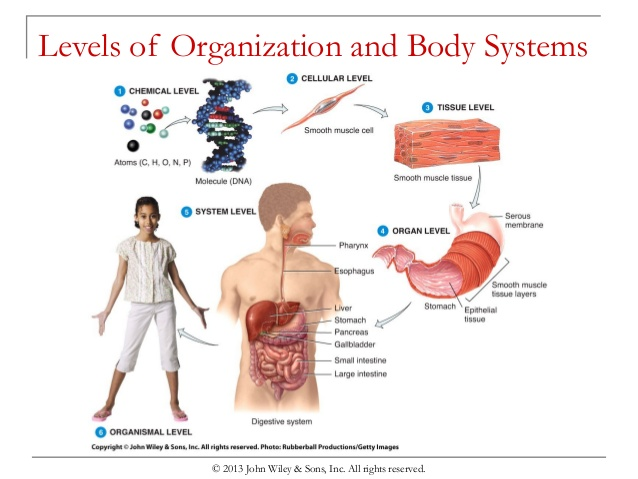 Levels of Organization and Body Systems
1 CHEMICAL LEVEL
2 CELLULAR LEVEL
3 TISSUE LEVEL
Smooth muscle cell
Atoms (C, H, O, N, P)
Molecule (DNA)
Smooth muscle tissue
5 SYSTEM LEVEL
4 ORGAN LEVEL
Serous
membrane
Pharynx
Esophagus
Smooth muscle
tissue layers
Stomach
Epithelial
tissue
Liver
Stomach
Pancreas
Gallbladder
Small intestine
Large intestine
Digestive system
6 ORGANISMAL LEVEL
Copyright © John Wiley & Sons, Inc. All rights reserved. Photo: Rubberball Productions/Getty Images
© 2013 John Wiley & Sons, Inc. All rights reserved.